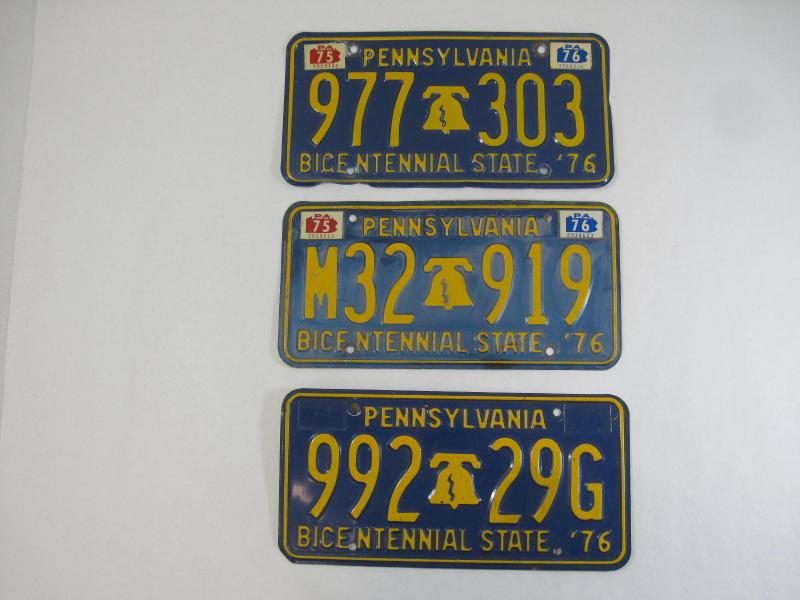 PA 75 PENNSYLVANIA PA 76
977 303
BICENTENNIAL STATE '76
PA 75 PENNSYLVANIA PA 76
M32 919
BICENTENNIAL STATE '76
PENNSYLVANIA
992 29G
BICENTENNIAL STATE '76